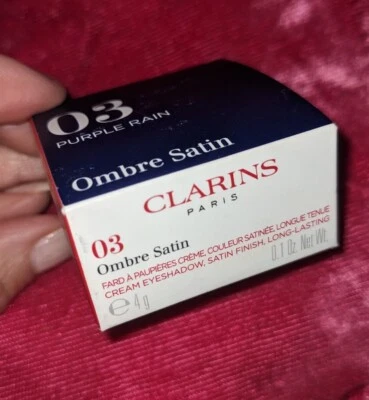 03
PURPLE RAIN
Ombre Satin
CLARINS
PARIS
03
Ombre Satin
FARD À PAUPIÈRES CRÈME, COULEUR SATINÉE, LONGUE TENUE
CREAM EYESHADOW, SATIN FINISH, LONG-LASTING
℮ 4 g 0.1 Oz Net Wt.